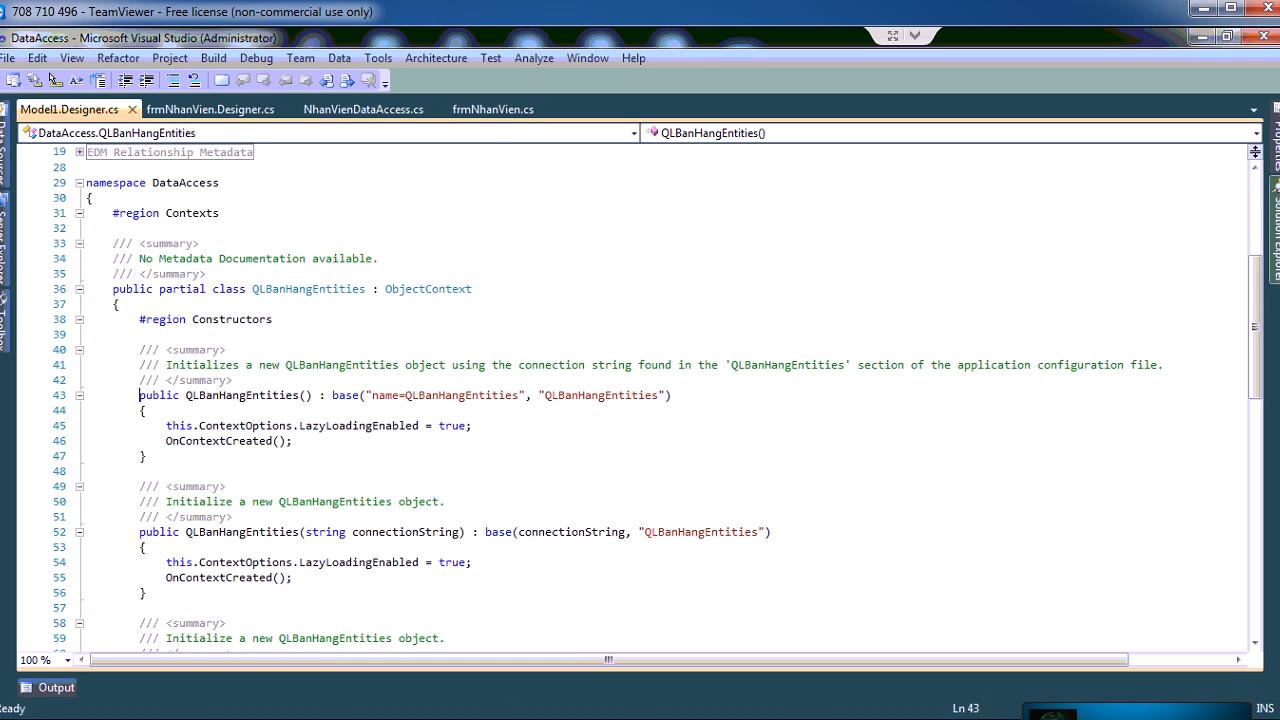 708 710 496 - TeamViewer - Free license (non-commercial use only)
DataAccess - Microsoft Visual Studio (Administrator)
File Edit View Refactor Project Build Debug Team Data Tools Architecture Test Analyze Window Help
Model1.Designer.cs frmNhanVien.Designer.cs NhanVienDataAccess.cs frmNhanVien.cs
DataAccess.QLBanHangEntities QLBanHangEntities()
19 EDM Relationship Metadata
28
29 namespace DataAccess
30 {
31 #region Contexts
32
33 /// <summary>
34 /// No Metadata Documentation available.
35 /// </summary>
36 public partial class QLBanHangEntities : ObjectContext
37 {
38 #region Constructors
39
40 /// <summary>
41 /// Initializes a new QLBanHangEntities object using the connection string found in the 'QLBanHangEntities' section of the application configuration file.
42 /// </summary>
43 public QLBanHangEntities() : base("name=QLBanHangEntities", "QLBanHangEntities")
44 {
45 this.ContextOptions.LazyLoadingEnabled = true;
46 OnContextCreated();
47 }
48
49 /// <summary>
50 /// Initialize a new QLBanHangEntities object.
51 /// </summary>
52 public QLBanHangEntities(string connectionString) : base(connectionString, "QLBanHangEntities")
53 {
54 this.ContextOptions.LazyLoadingEnabled = true;
55 OnContextCreated();
56 }
57
58 /// <summary>
59 /// Initialize a new QLBanHangEntities object.
100 %
Output
Ready Ln 43 INS
Data Sources
Server Explorer
Toolbox
Properties
Solution Explorer